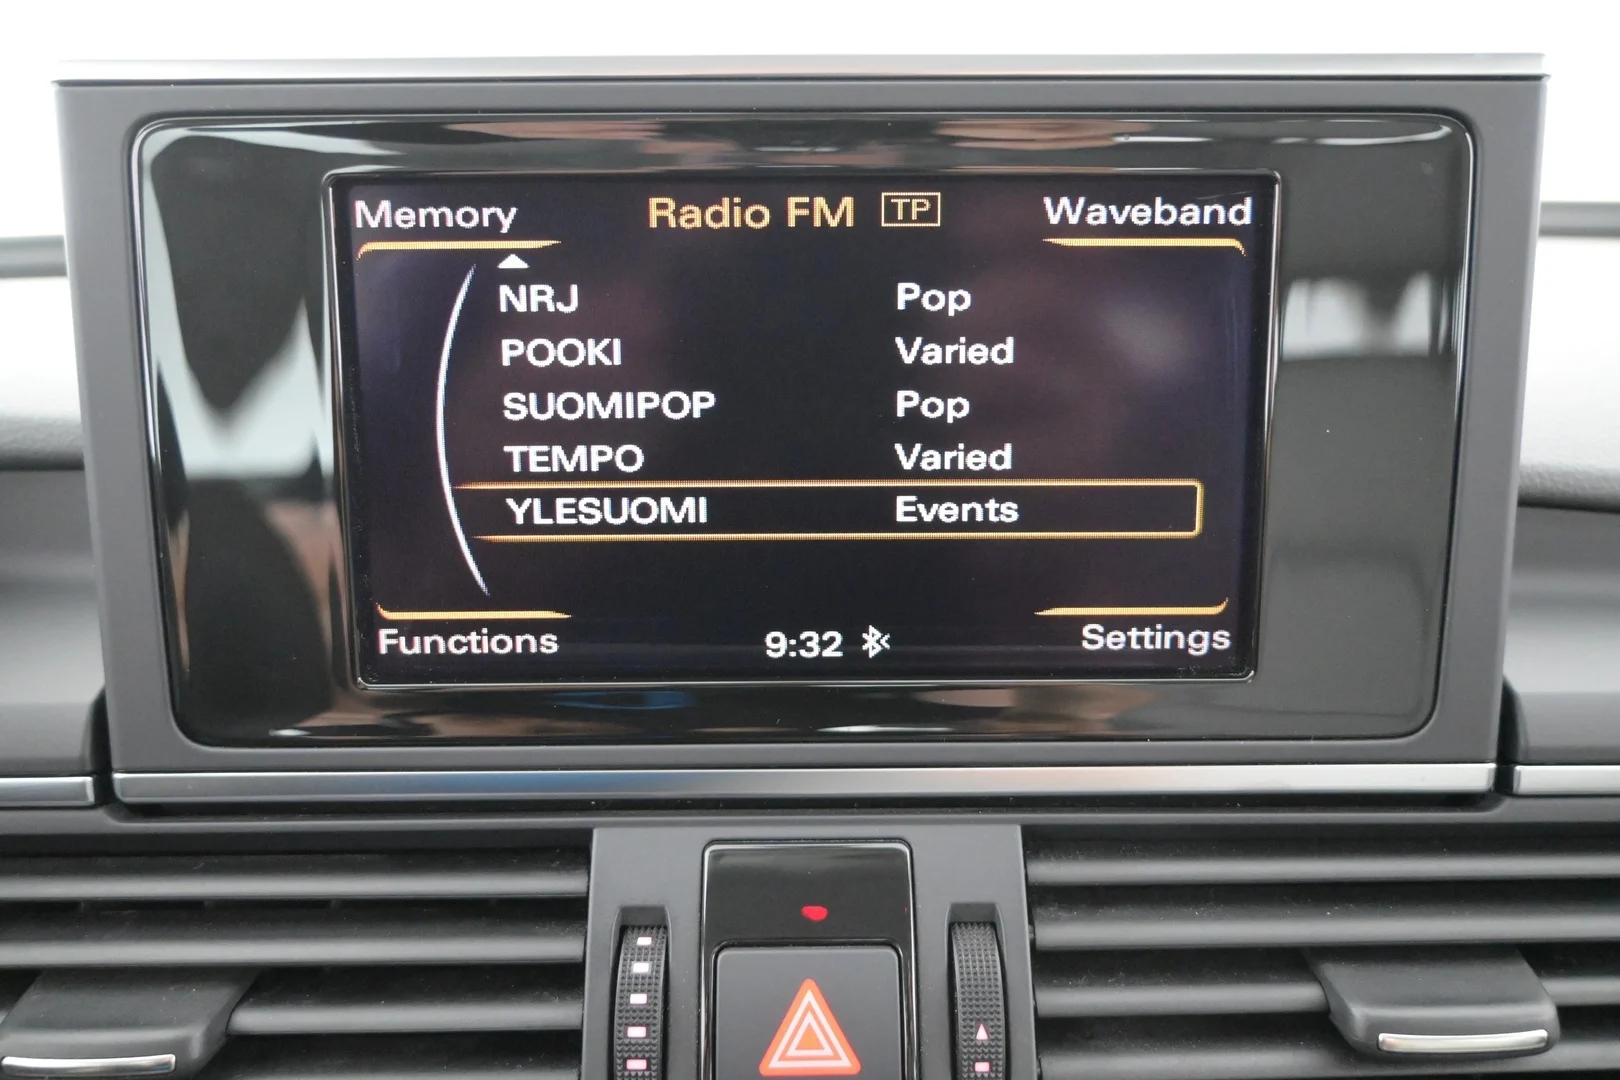 Memory Radio FM TP Waveband
NRJ Pop
POOKI Varied
SUOMIPOP Pop
TEMPO Varied
YLESUOMI Events
Functions 9:32 Settings